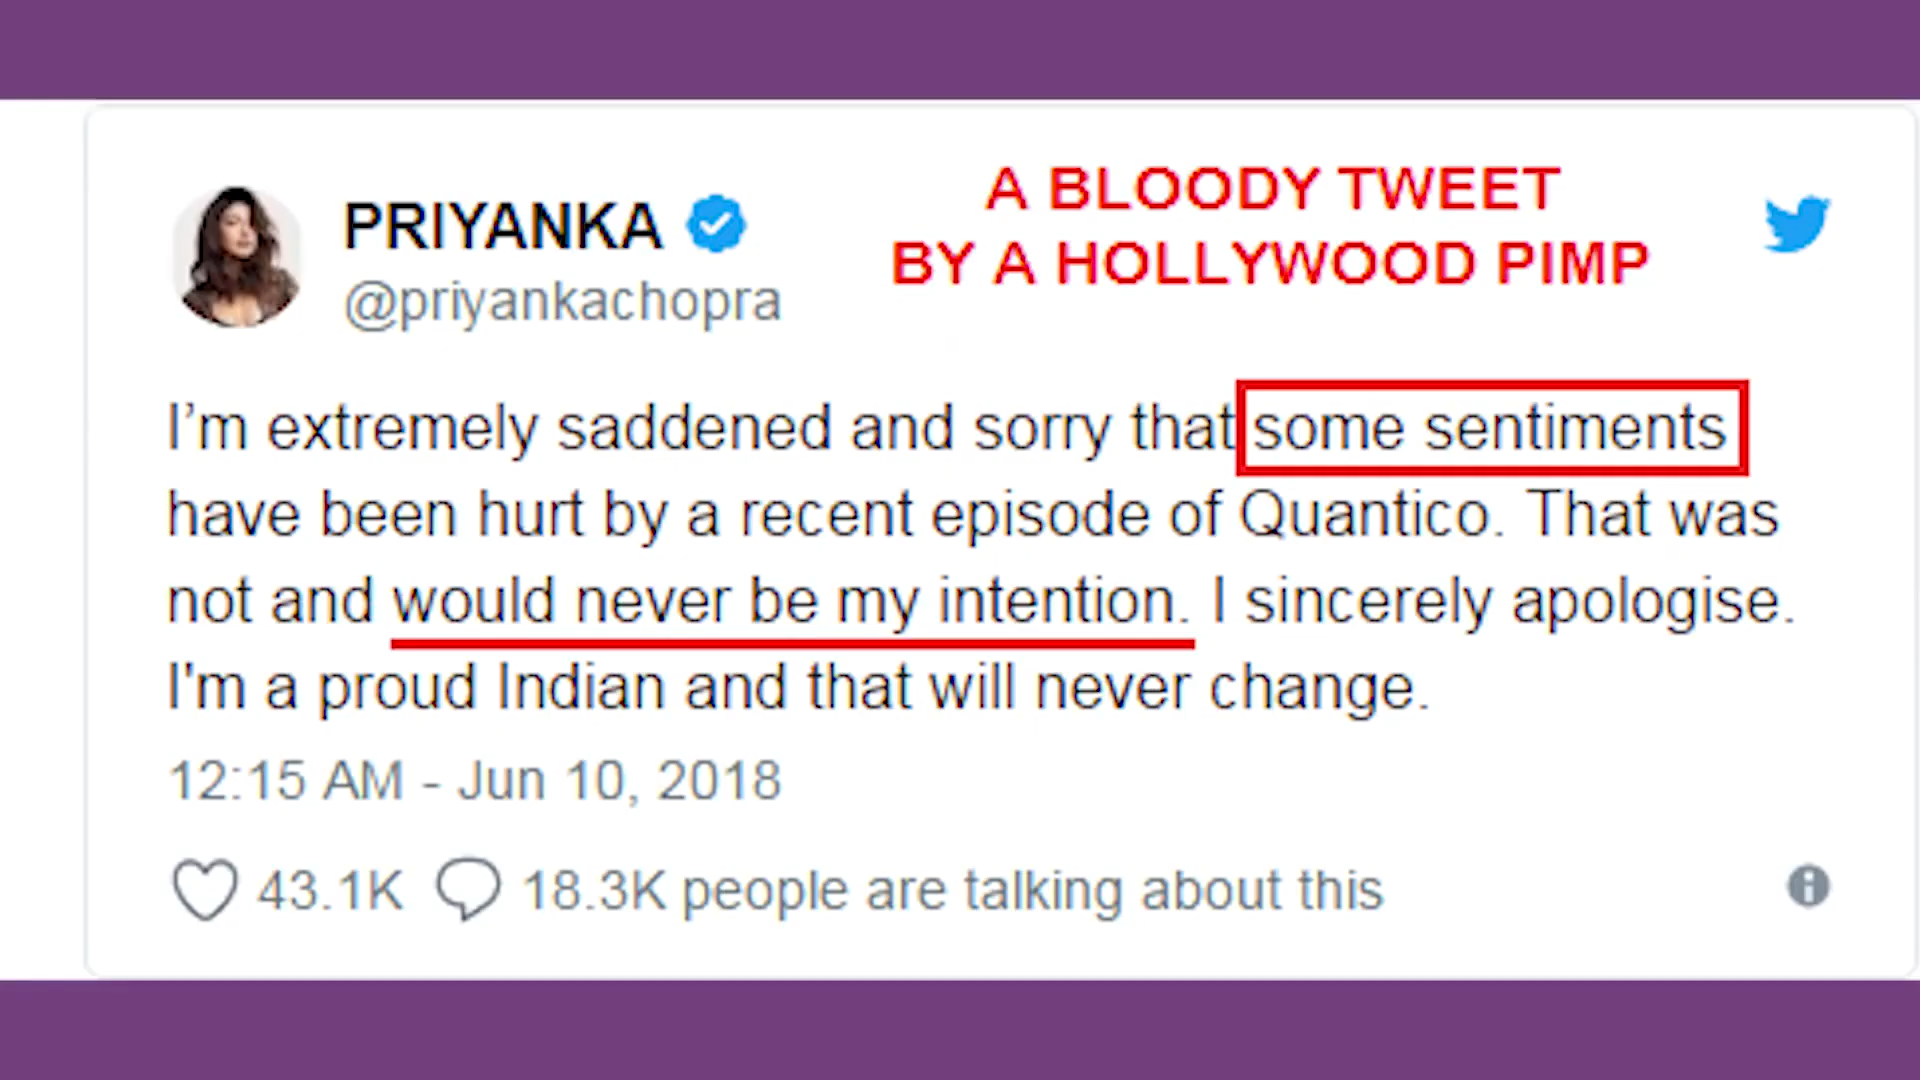 A BLOODY TWEET
BY A HOLLYWOOD PIMP
PRIYANKA
@priyankachopra
I’m extremely saddened and sorry that some sentiments
have been hurt by a recent episode of Quantico. That was
not and would never be my intention. I sincerely apologise.
I'm a proud Indian and that will never change.
12:15 AM - Jun 10, 2018
43.1K 18.3K people are talking about this